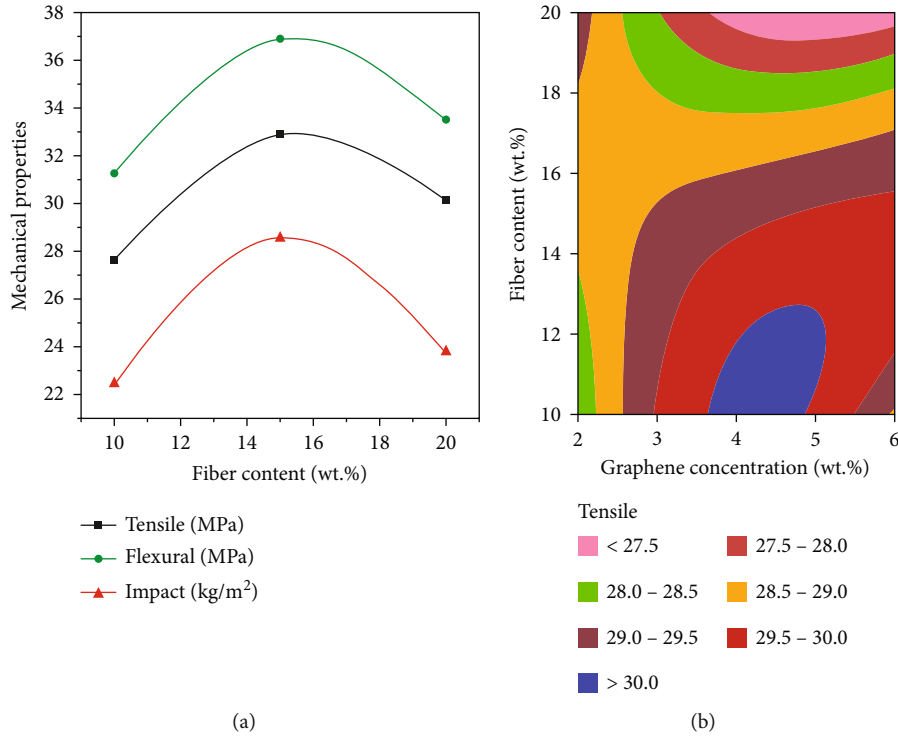 38
36
34
32
30
28
26
24
22
Mechanical properties
10
12
14
16
18
20
Fiber content (wt.%)
Tensile (MPa)
Flexural (MPa)
Impact (kg/m²)
(a)
20
18
16
14
12
10
Fiber content (wt.%)
2
3
4
5
6
Graphene concentration (wt.%)
Tensile
< 27.5
27.5 – 28.0
28.0 – 28.5
28.5 – 29.0
29.0 – 29.5
29.5 – 30.0
> 30.0
(b)